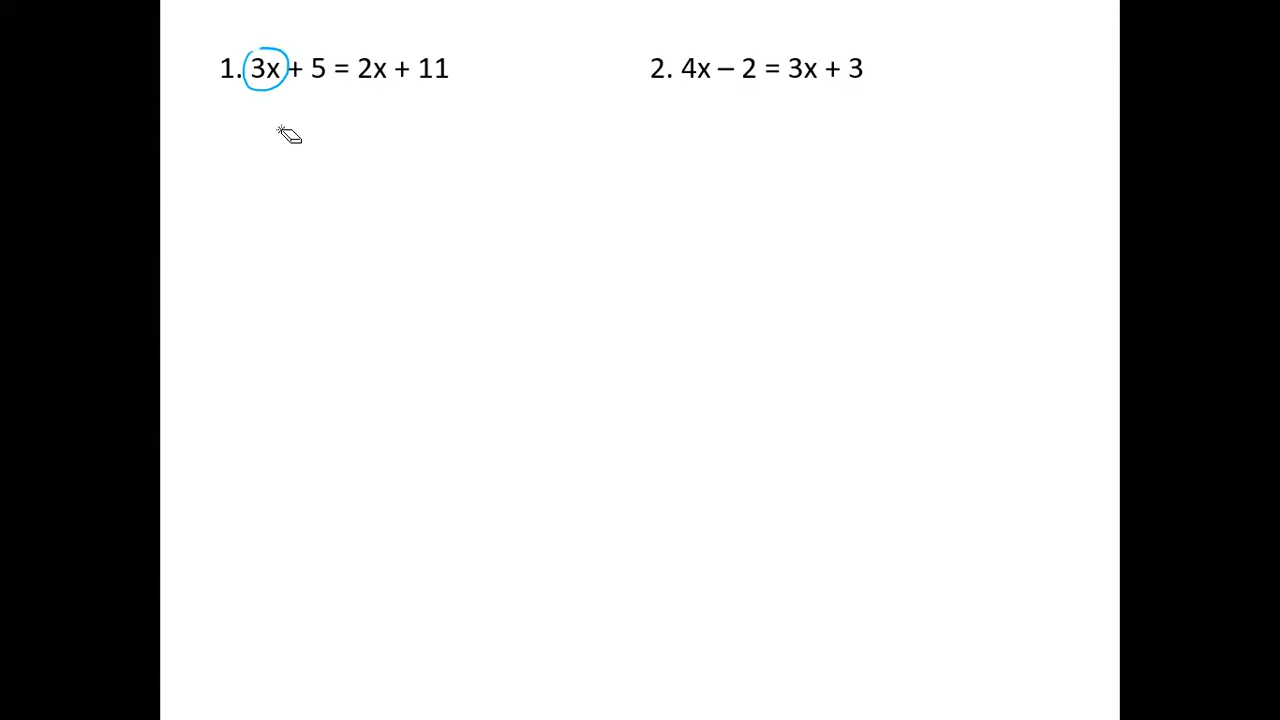 1. 3x + 5 = 2x + 11
2. 4x – 2 = 3x + 3